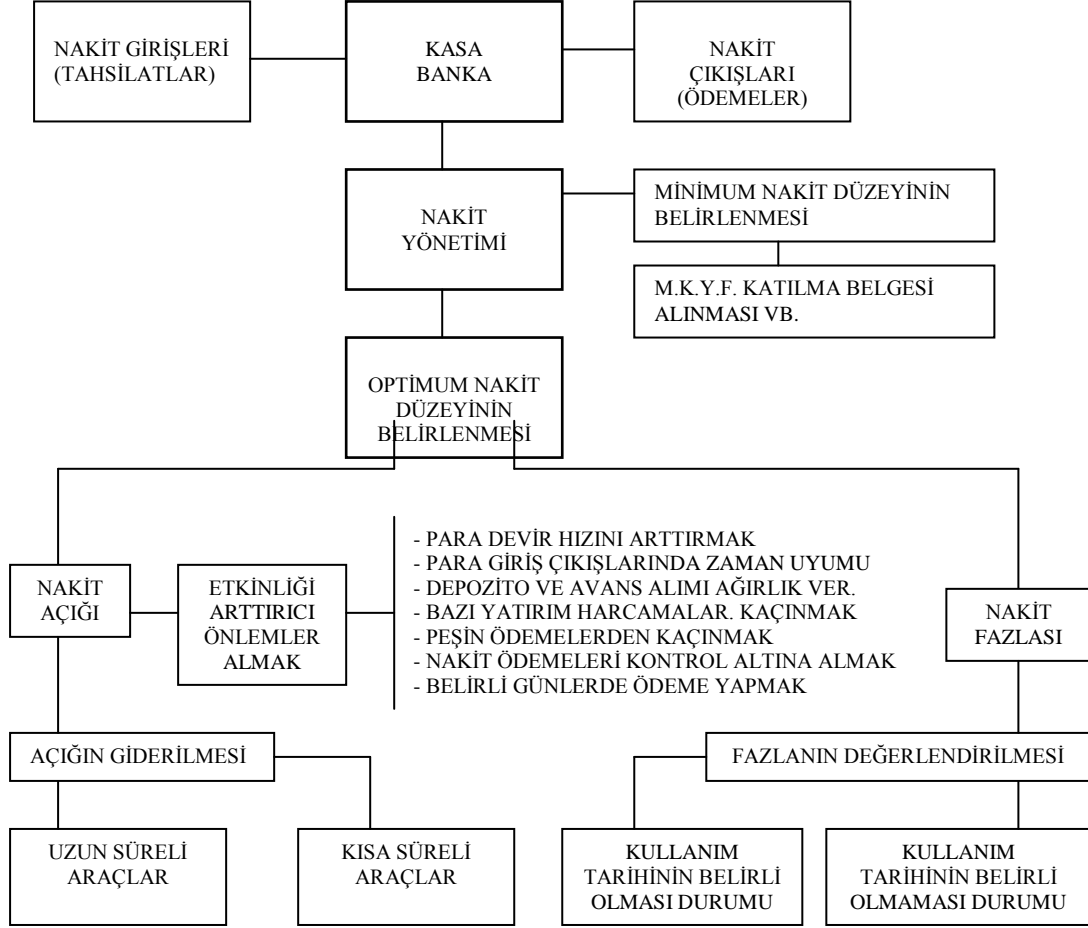 NAKİT GİRİŞLERİ
(TAHSİLATLAR)
KASA
BANKA
NAKİT
ÇIKIŞLARI
(ÖDEMELER)
NAKİT
YÖNETİMİ
MİNİMUM NAKİT DÜZEYİNİN
BELİRLENMESİ
M.K.Y.F. KATILMA BELGESİ
ALINMASI VB.
OPTİMUM NAKİT
DÜZEYİNİN
BELİRLENMESİ
NAKİT
AÇIĞI
ETKİNLİĞİ
ARTTIRICI
ÖNLEMLER
ALMAK
- PARA DEVİR HIZINI ARTTIRMAK
- PARA GİRİŞ ÇIKIŞLARINDA ZAMAN UYUMU
- DEPOZİTO VE AVANS ALIMI AĞIRLIK VER.
- BAZI YATIRIM HARCAMALAR. KAÇINMAK
- PEŞİN ÖDEMELERDEN KAÇINMAK
- NAKİT ÖDEMELERİ KONTROL ALTINA ALMAK
- BELİRLİ GÜNLERDE ÖDEME YAPMAK
NAKİT
FAZLASI
AÇIĞIN GİDERİLMESİ
FAZLANIN DEĞERLENDİRİLMESİ
UZUN SÜRELİ
ARAÇLAR
KISA SÜRELİ
ARAÇLAR
KULLANIM
TARİHİNİN BELİRLİ
OLMASI DURUMU
KULLANIM
TARİHİNİN BELİRLİ
OLMAMASI DURUMU